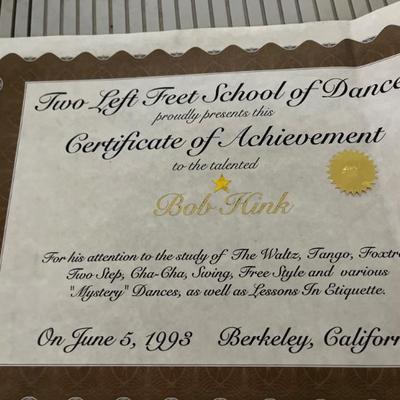 Two Left Feet School of Dance
proudly presents this
Certificate of Achievement
to the talented
Bob Hink
For his attention to the study of The Waltz, Tango, Foxtro
Two Step, Cha-Cha, Swing, Free Style and various
"Mystery" Dances, as well as Lessons In Etiquette.
On June 5, 1993 Berkeley, Californ